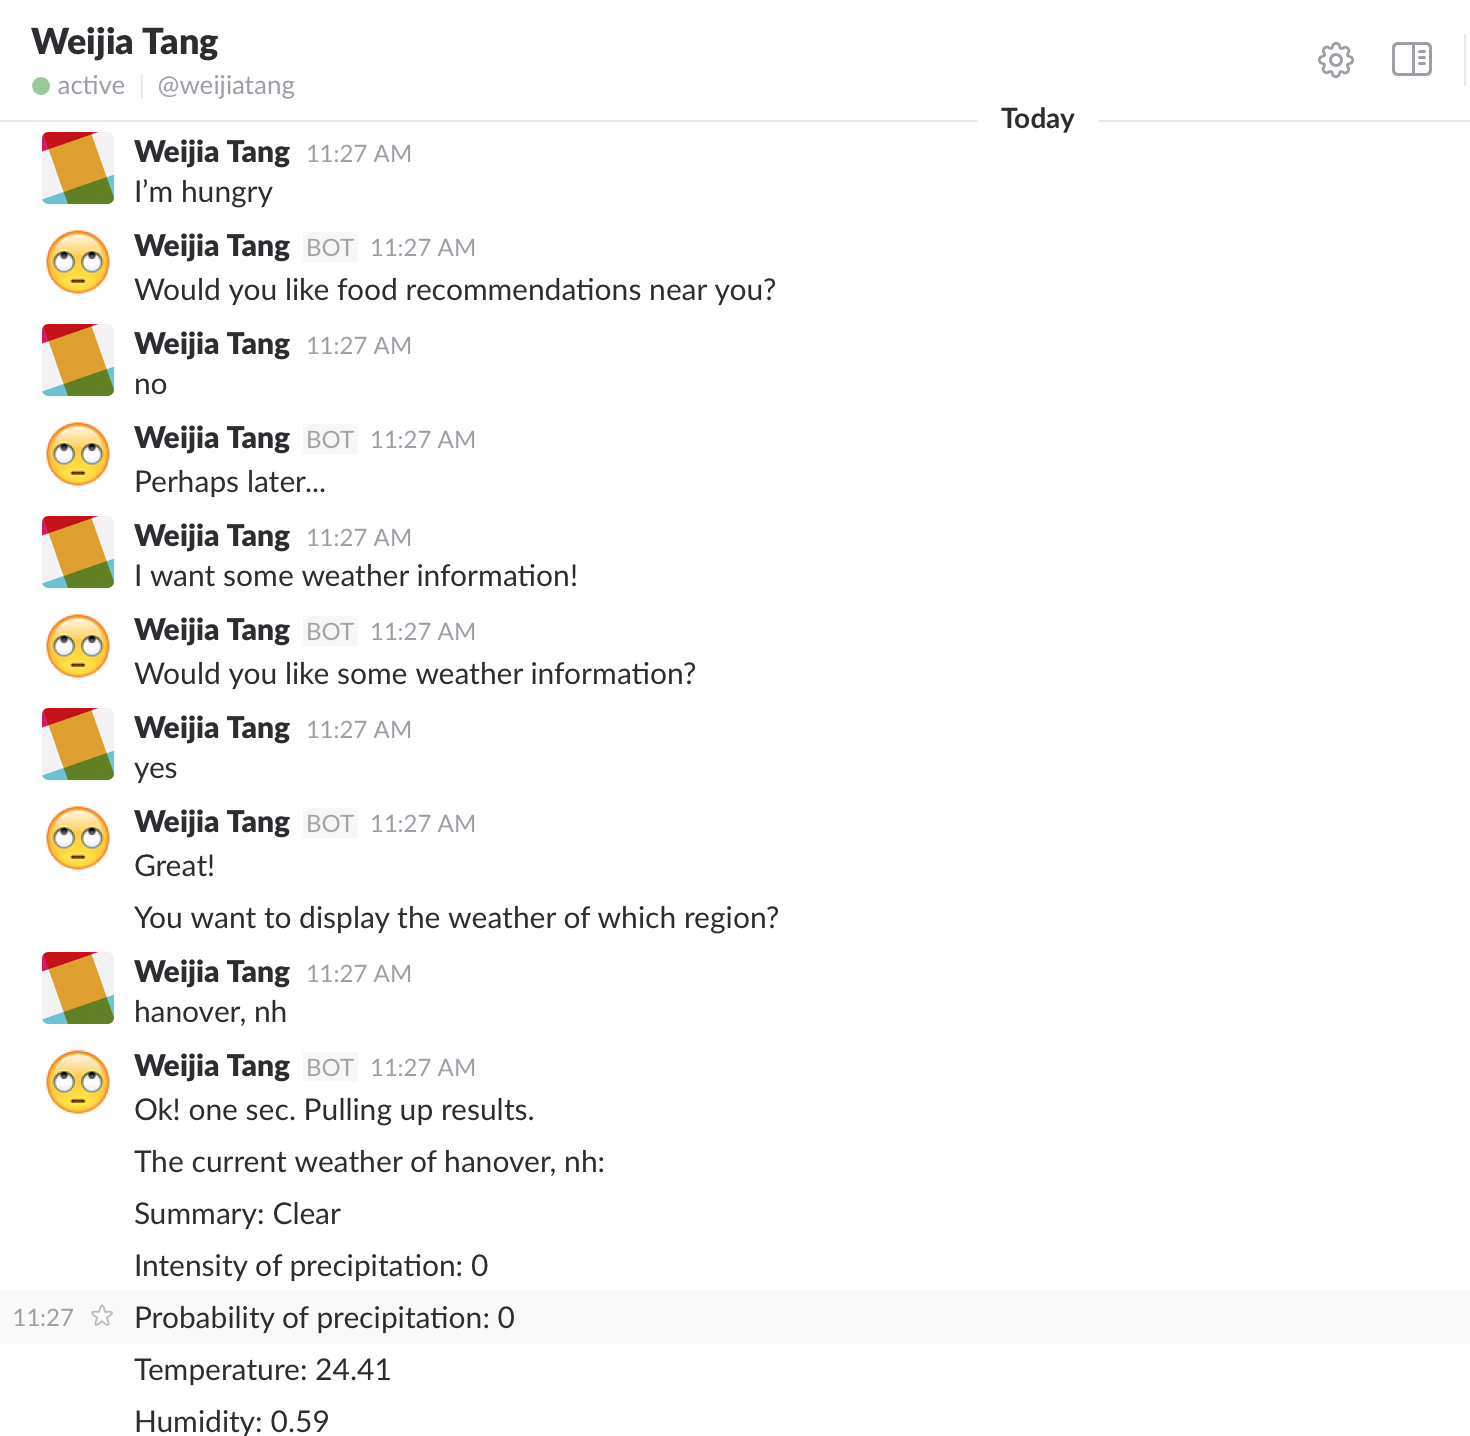 Weijia Tang
active @weijiatang
Today
Weijia Tang 11:27 AM
I’m hungry
Weijia Tang BOT 11:27 AM
Would you like food recommendations near you?
Weijia Tang 11:27 AM
no
Weijia Tang BOT 11:27 AM
Perhaps later...
Weijia Tang 11:27 AM
I want some weather information!
Weijia Tang BOT 11:27 AM
Would you like some weather information?
Weijia Tang 11:27 AM
yes
Weijia Tang BOT 11:27 AM
Great!
You want to display the weather of which region?
Weijia Tang 11:27 AM
hanover, nh
Weijia Tang BOT 11:27 AM
Ok! one sec. Pulling up results.
The current weather of hanover, nh:
Summary: Clear
Intensity of precipitation: 0
11:27 Probability of precipitation: 0
Temperature: 24.41
Humidity: 0.59